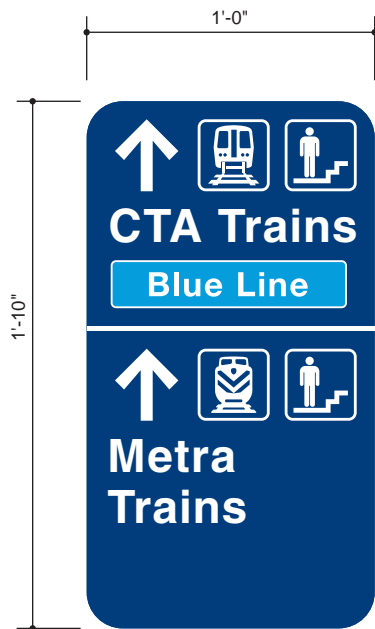 1'-0"
1'-10"
CTA Trains
Blue Line
Metra
Trains